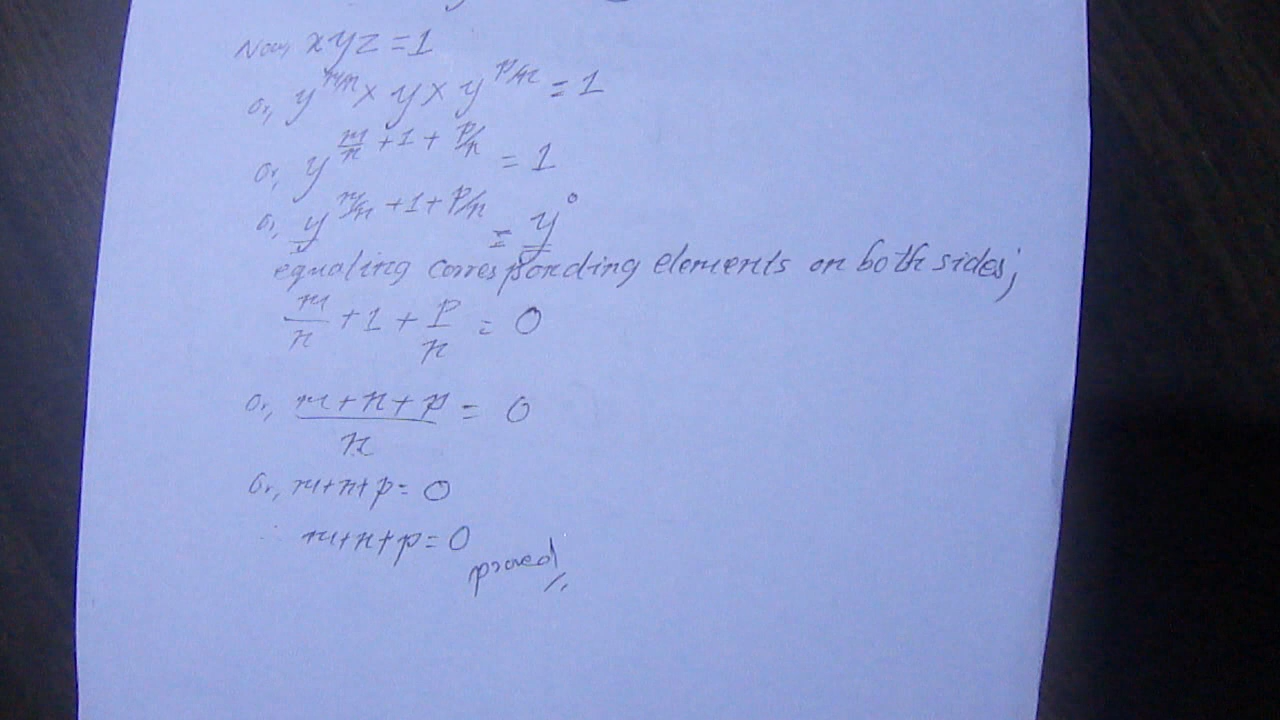 Now, xyz = 1
Or, y^m/n × y × y^p/n = 1
Or, y^m/n + 1 + p/n = 1
Or, y^m/n + 1 + p/n = y^0
equaling corresponding elements on both sides;
m/n + 1 + p/n = 0
Or, m+n+p/n = 0
Or, m+n+p = 0
m+n+p = 0
proved